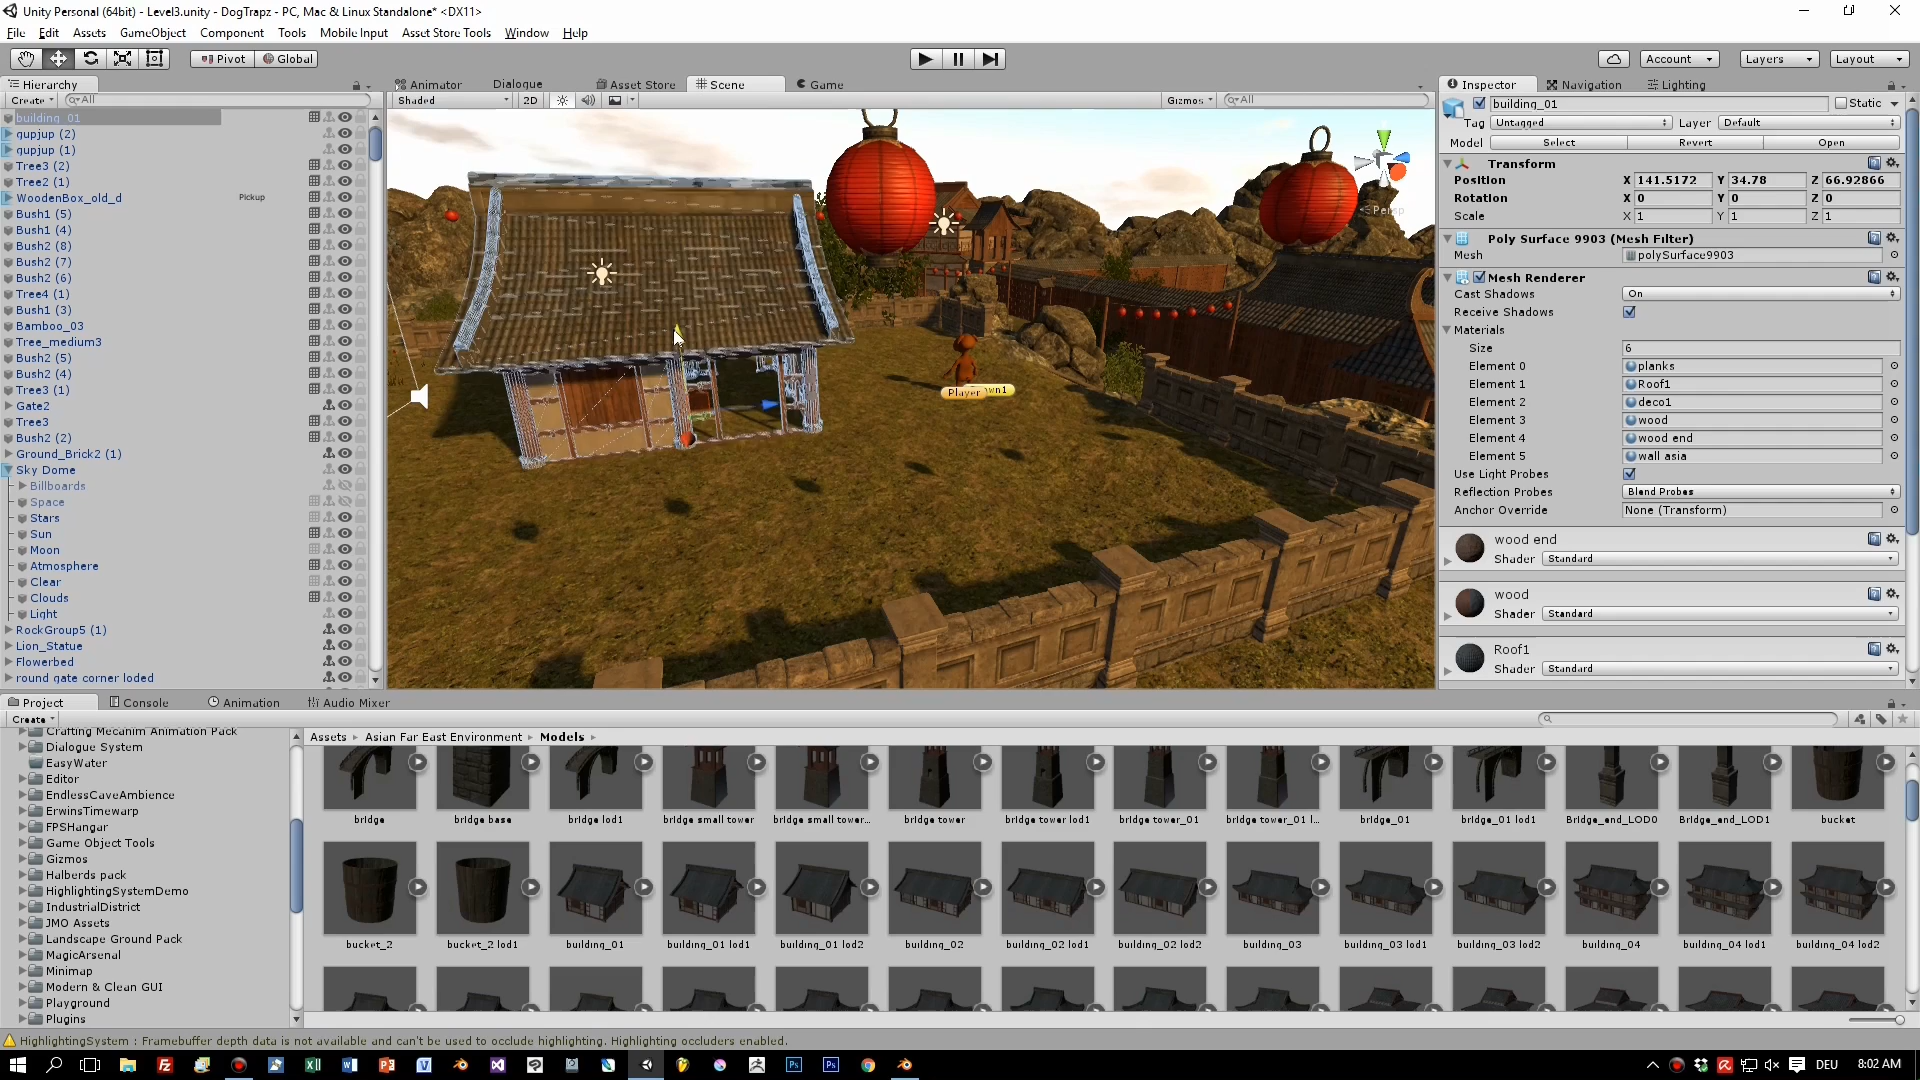 Unity Personal (64bit) - Level3.unity - DogTrapz - PC, Mac & Linux Standalone* <DX11>
File Edit Assets GameObject Component Tools Mobile Input Asset Store Tools Window Help
Pivot Global Account Layers Layout
Hierarchy
Create All
building_01
gupjup (2)
gupjup (1)
Tree3 (2)
Tree2 (1)
WoodenBox_old_d Pickup
Bush1 (5)
Bush1 (4)
Bush2 (8)
Bush2 (7)
Bush2 (6)
Tree4 (1)
Bush1 (3)
Bamboo_03
Tree_medium3
Bush2 (5)
Bush2 (4)
Tree3 (1)
Gate2
Tree3
Bush2 (2)
Ground_Brick2 (1)
Sky Dome
Billboards
Space
Stars
Sun
Moon
Atmosphere
Clear
Clouds
Light
RockGroup5 (1)
Lion_Statue
Flowerbed
round gate corner loded
Animator Dialogue Asset Store Scene Game
Shaded 2D Gizmos All
Persp
Player
Inspector Navigation Lighting
building_01 Static
Tag Untagged Layer Default
Model Select Revert Open
Transform
Position X 141.5172 Y 34.78 Z 66.92866
Rotation X 0 Y 0 Z 0
Scale X 1 Y 1 Z 1
Poly Surface 9903 (Mesh Filter)
Mesh polySurface9903
Mesh Renderer
Cast Shadows On
Receive Shadows
Materials
Size 6
Element 0 planks
Element 1 Roof1
Element 2 deco1
Element 3 wood
Element 4 wood end
Element 5 wall asia
Use Light Probes
Reflection Probes Blend Probes
Anchor Override None (Transform)
wood end
Shader Standard
wood
Shader Standard
Roof1
Shader Standard
Project Console Animation Audio Mixer
Create
Crafting Mecanim Animation Pack
Dialogue System
EasyWater
Editor
EndlessCaveAmbience
ErwinsTimewarp
FPSHangar
Game Object Tools
Gizmos
Halberds pack
HighlightingSystemDemo
IndustrialDistrict
JMO Assets
Landscape Ground Pack
MagicArsenal
Minimap
Modern & Clean GUI
Playground
Plugins
Assets Asian Far East Environment Models
bridge bridge base bridge lod1 bridge small tower bridge small tower... bridge tower bridge tower lod1 bridge tower_01 bridge tower_01 l... bridge_01 bridge_01 lod1 Bridge_end_LOD0 Bridge_end_LOD1 bucket
bucket_2 bucket_2 lod1 building_01 building_01 lod1 building_01 lod2 building_02 building_02 lod1 building_02 lod2 building_03 building_03 lod1 building_03 lod2 building_04 building_04 lod1 building_04 lod2
HighlightingSystem : Framebuffer depth data is not available and can't be used to occlude highlighting. Highlighting occluders enabled.
DEU 8:02 AM